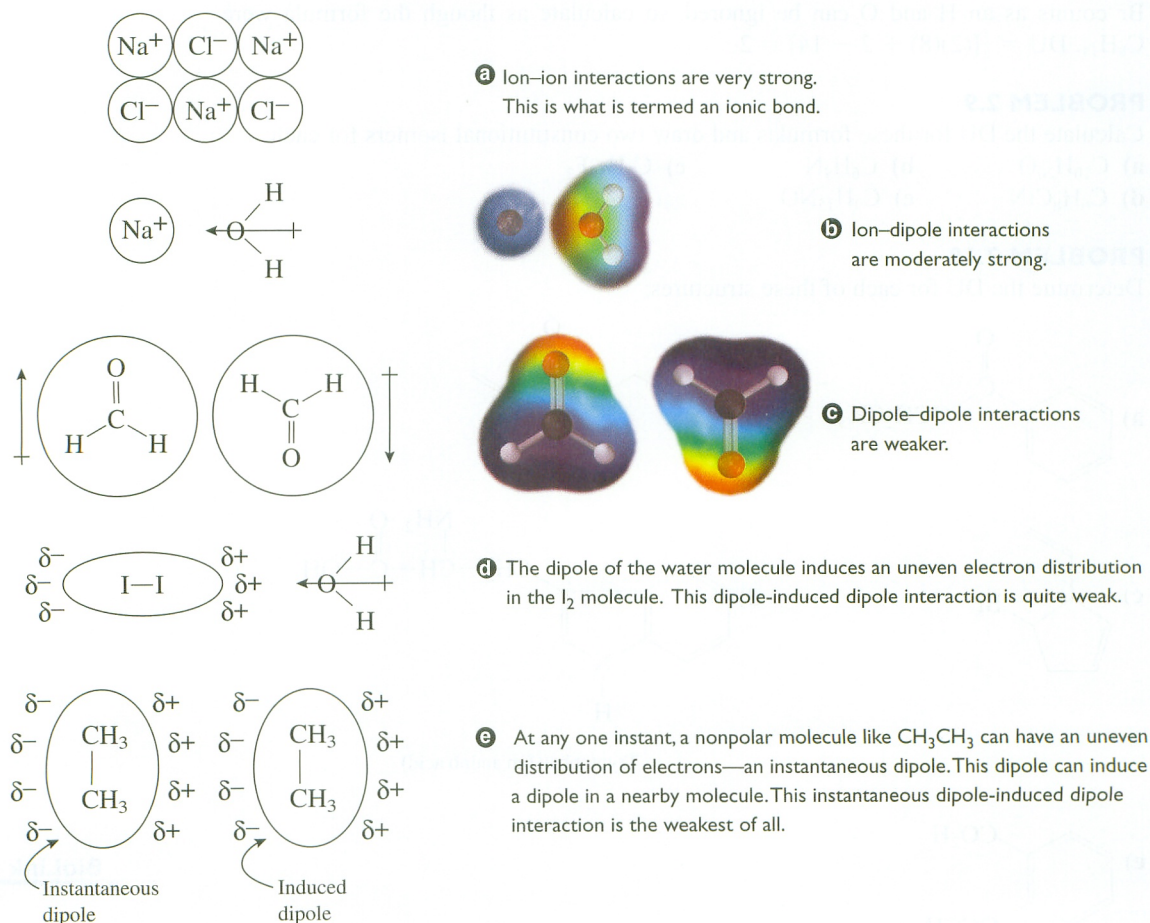 Na⁺ Cl⁻ Na⁺
Cl⁻ Na⁺ Cl⁻
a Ion–ion interactions are very strong.
This is what is termed an ionic bond.
H
Na⁺ O
H
b Ion–dipole interactions
are moderately strong.
O H H
C C
H H O
c Dipole–dipole interactions
are weaker.
δ− δ+ H
δ− I—I δ+ O
δ− δ+ H
d The dipole of the water molecule induces an uneven electron distribution
in the I₂ molecule. This dipole-induced dipole interaction is quite weak.
δ− δ+ δ− δ+
δ− CH₃ δ+ δ− CH₃ δ+
δ− CH₃ δ+ δ− CH₃ δ+
δ− δ+ δ− δ+
e At any one instant, a nonpolar molecule like CH₃CH₃ can have an uneven
distribution of electrons—an instantaneous dipole. This dipole can induce
a dipole in a nearby molecule. This instantaneous dipole-induced dipole
interaction is the weakest of all.
Instantaneous
dipole
Induced
dipole